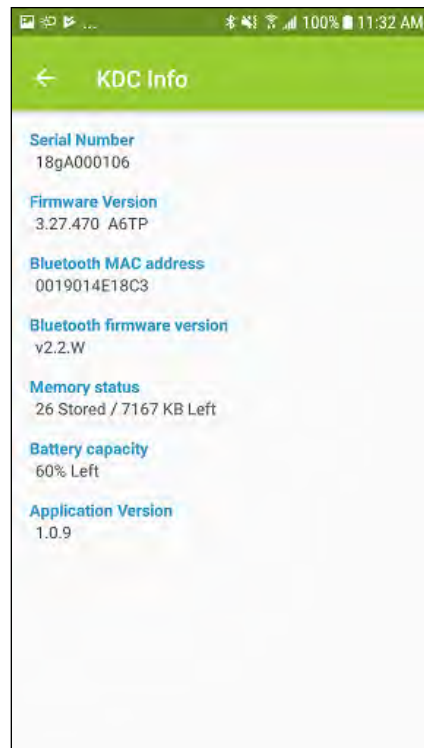 ... 100% 11:32 AM
KDC Info
Serial Number
18gA000106
Firmware Version
3.27.470 A6TP
Bluetooth MAC address
0019014E18C3
Bluetooth firmware version
v2.2.W
Memory status
26 Stored / 7167 KB Left
Battery capacity
60% Left
Application Version
1.0.9